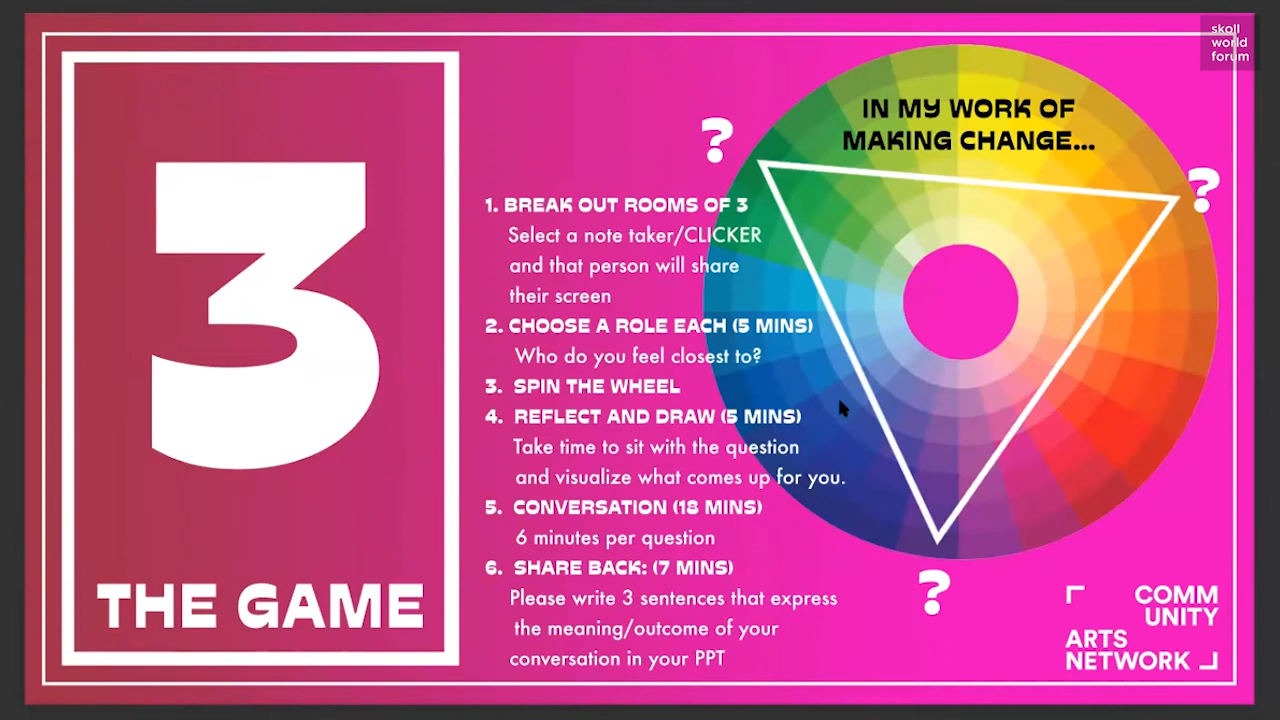 skoll
world
forum
3
THE GAME
1. BREAK OUT ROOMS OF 3
Select a note taker/CLICKER
and that person will share
their screen
2. CHOOSE A ROLE EACH (5 MINS)
Who do you feel closest to?
3. SPIN THE WHEEL
4. REFLECT AND DRAW (5 MINS)
Take time to sit with the question
and visualize what comes up for you.
5. CONVERSATION (18 MINS)
6 minutes per question
6. SHARE BACK: (7 MINS)
Please write 3 sentences that express
the meaning/outcome of your
conversation in your PPT
IN MY WORK OF
MAKING CHANGE...
?
?
?
COMM
UNITY
ARTS
NETWORK